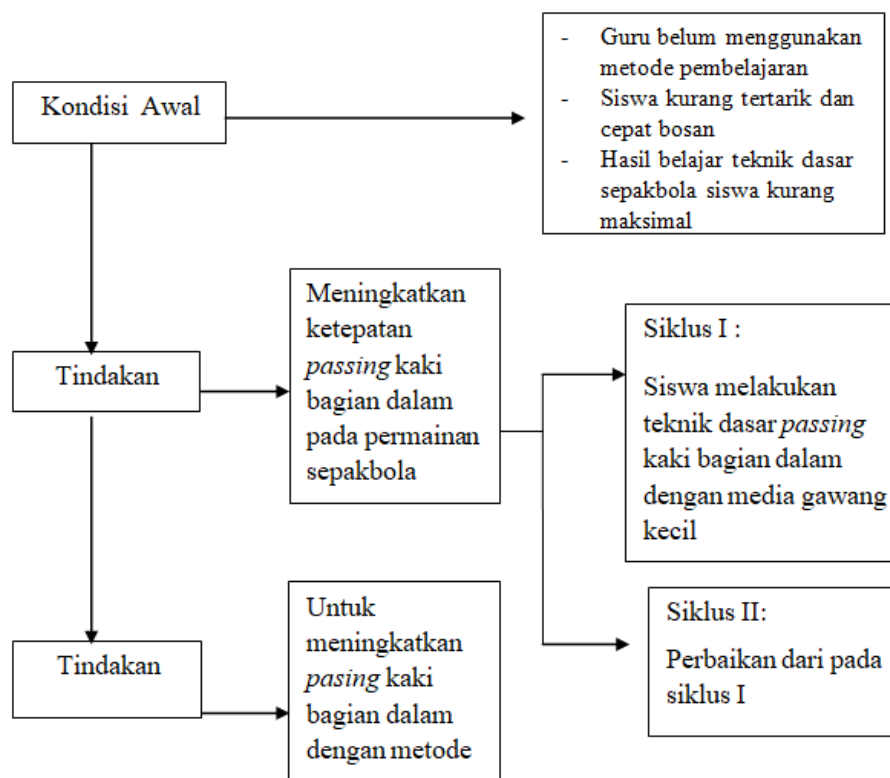 Kondisi Awal
- Guru belum menggunakan
metode pembelajaran
- Siswa kurang tertarik dan
cepat bosan
- Hasil belajar teknik dasar
sepakbola siswa kurang
maksimal
Tindakan
Meningkatkan
ketepatan
passing kaki
bagian dalam
pada permainan
sepakbola
Siklus I :
Siswa melakukan
teknik dasar passing
kaki bagian dalam
dengan media gawang
kecil
Siklus II:
Perbaikan dari pada
siklus I
Tindakan
Untuk
meningkatkan
pasing kaki
bagian dalam
dengan metode